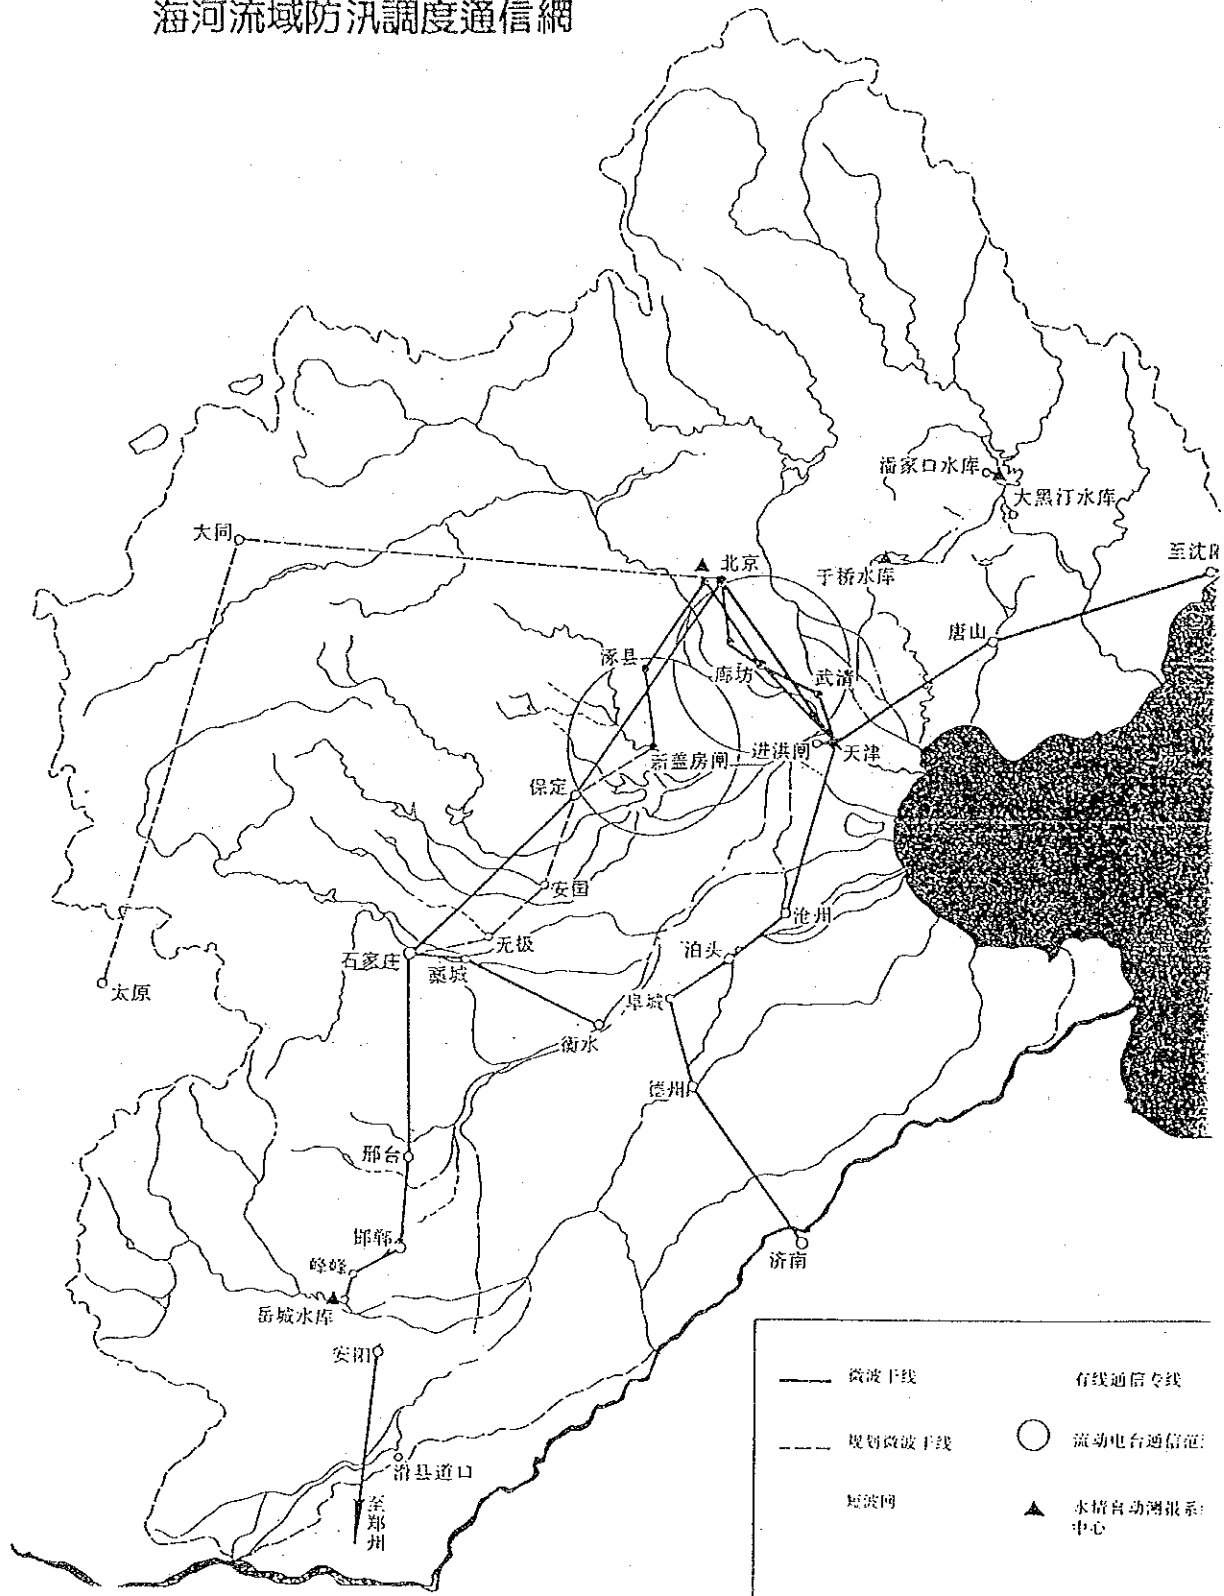 海河流域防汛調度通信網
潘家口水库
大黑汀水库
大同
北京
于桥水库
至沈阳
唐山
涿县
廊坊
武清
新盖房闸
进洪闸
天津
保定
安国
沧州
无极
泊头
石家庄
藁城
太原
阜城
衡水
德州
邢台
邯郸
峰峰
济南
岳城水库
安阳
滑县道口
至郑州
微波干线
有线通信专线
规划微波干线
流动电台通信范
短波网
水情自动测报系
中心